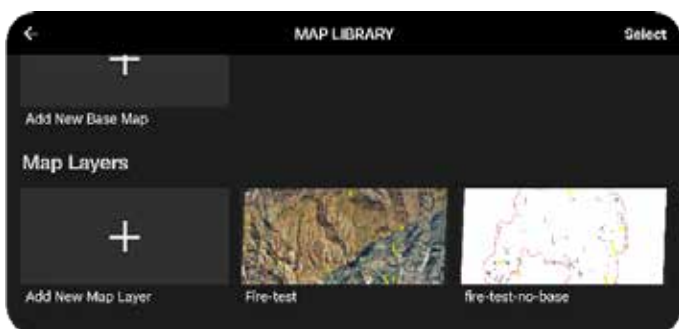 MAP LIBRARY
Select
Add New Base Map
Map Layers
Add New Map Layer
Fire-test
fire-test-no-base